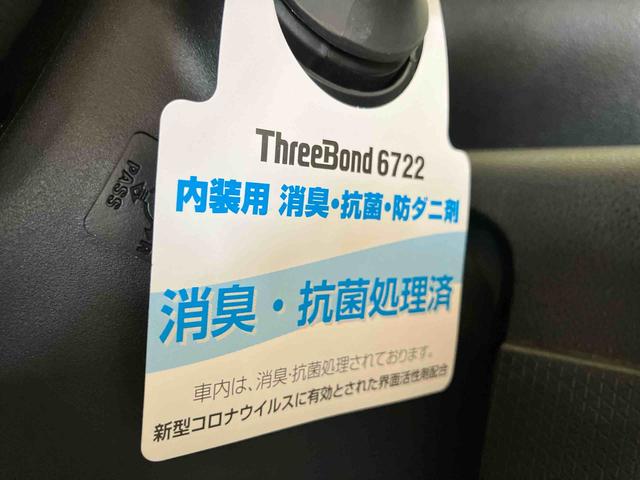 ThreeBond 6722
内装用 消臭・抗菌・防ダニ剤
消臭・抗菌処理済
車内は、消臭・抗菌処理されております。
新型コロナウイルスに有効とされた界面活性剤配合
PASS